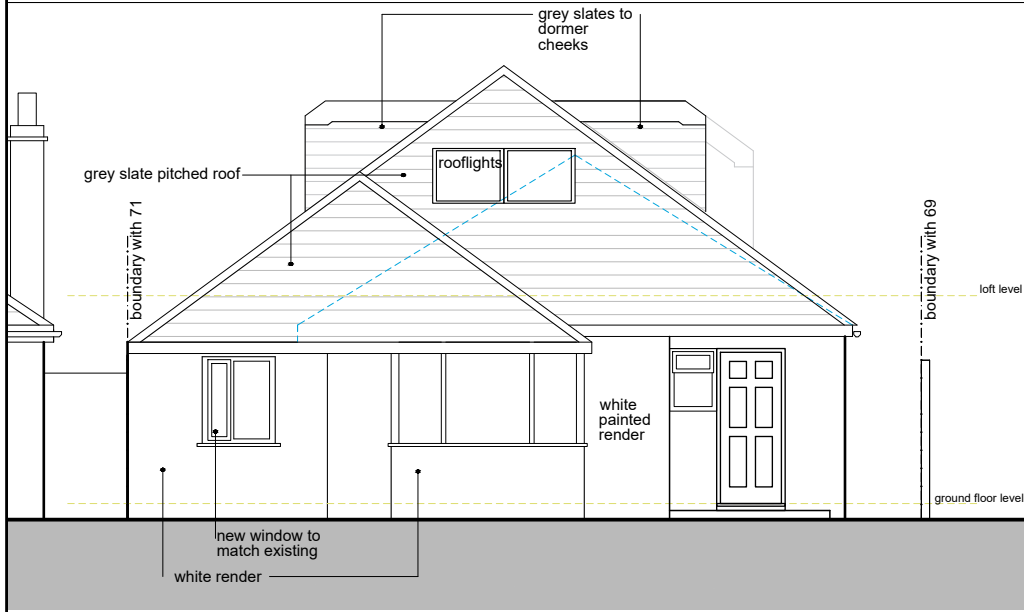 grey slates to
dormer
cheeks
rooflights
grey slate pitched roof
boundary with 71
boundary with 69
loft level
white
painted
render
ground floor level
new window to
match existing
white render